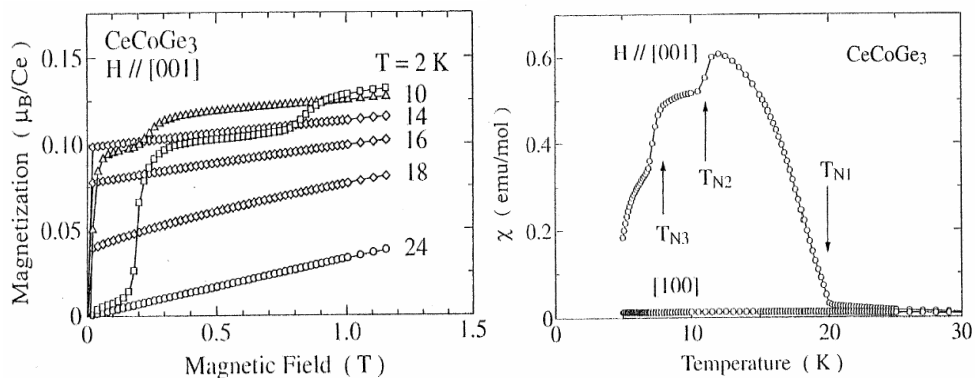 CeCoGe3
H // [001]
T = 2 K
10
14
16
18
24
0.15
0.10
0.05
0.00
0
0.5
1.0
1.5
Magnetization ( μB/Ce )
Magnetic Field ( T )
H // [001]
CeCoGe3
TN1
TN2
TN3
[100]
0.6
0.4
0.2
0
0
10
20
30
χ ( emu/mol )
Temperature ( K )